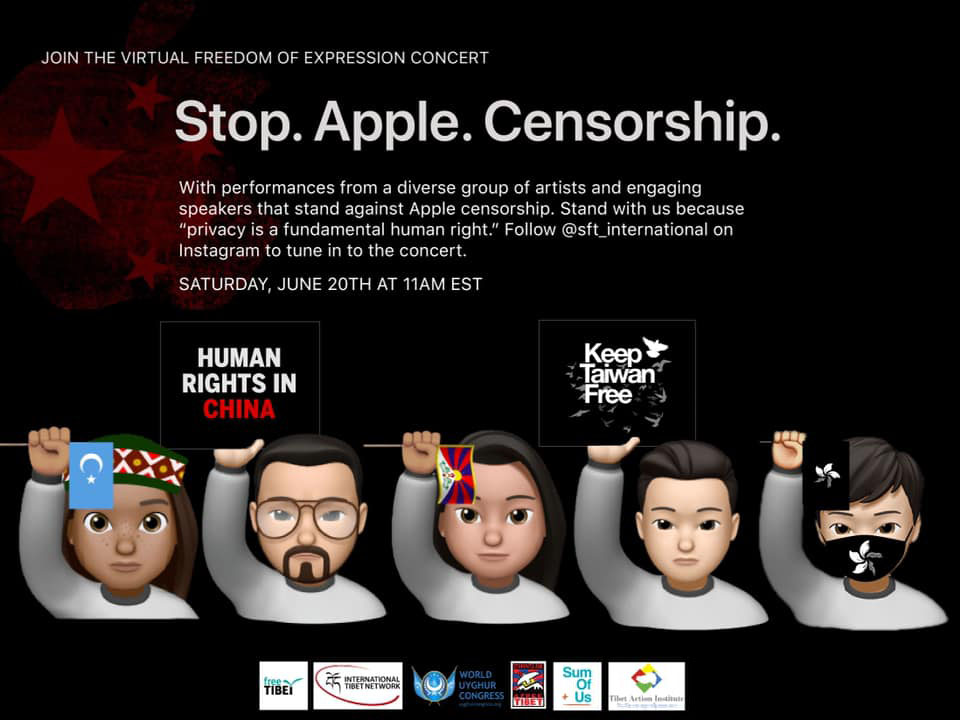 JOIN THE VIRTUAL FREEDOM OF EXPRESSION CONCERT
Stop. Apple. Censorship.
With performances from a diverse group of artists and engaging
speakers that stand against Apple censorship. Stand with us because
“privacy is a fundamental human right.” Follow @sft_international on
Instagram to tune in to the concert.
SATURDAY, JUNE 20TH AT 11AM EST
HUMAN
RIGHTS IN
CHINA
Keep
Taiwan
Free
free
TIBET
INTERNATIONAL
TIBET NETWORK
WORLD
UYGHUR
CONGRESS
TIBET
Sum
Of
Us
Tibet Action Institute